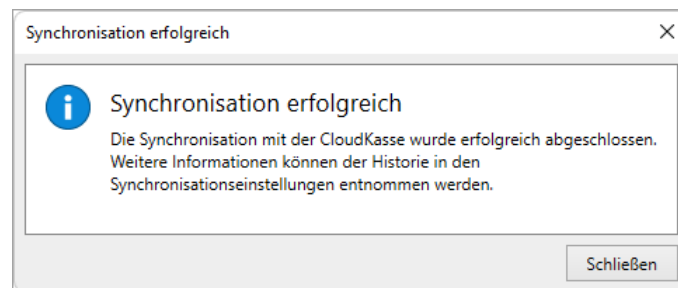 Synchronisation erfolgreich
Synchronisation erfolgreich
Die Synchronisation mit der CloudKasse wurde erfolgreich abgeschlossen.
Weitere Informationen können der Historie in den
Synchronisationseinstellungen entnommen werden.
Schließen